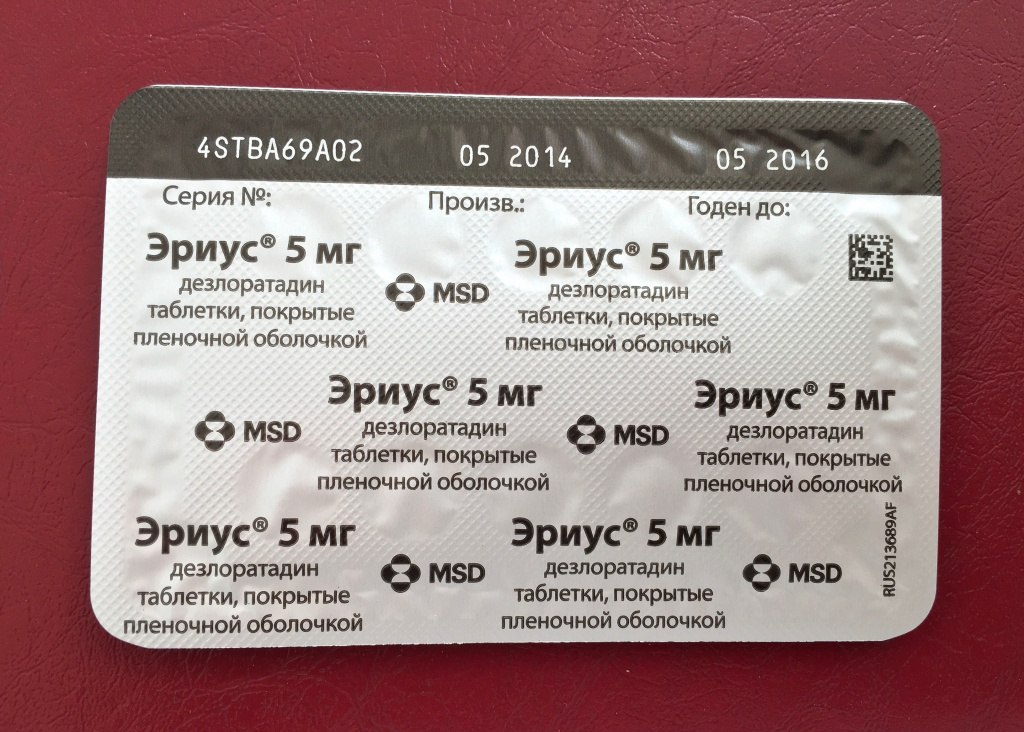 4STBA69A02 05 2014 05 2016
Серия №: Произв.: Годен до:
Эриус® 5 мг
дезлоратадин
таблетки, покрытые
пленочной оболочкой
MSD
Эриус® 5 мг
дезлоратадин
таблетки, покрытые
пленочной оболочкой
MSD
Эриус® 5 мг
дезлоратадин
таблетки, покрытые
пленочной оболочкой
MSD
Эриус® 5 мг
дезлоратадин
таблетки, покрытые
пленочной оболочкой
Эриус® 5 мг
дезлоратадин
таблетки, покрытые
пленочной оболочкой
MSD
Эриус® 5 мг
дезлоратадин
таблетки, покрытые
пленочной оболочкой
MSD
RUS213689AF